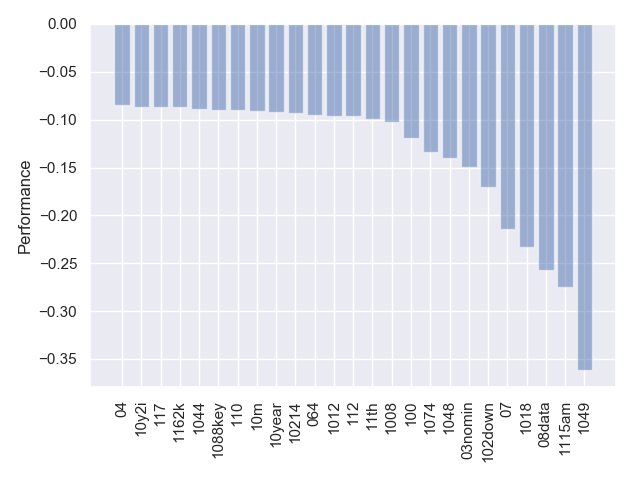 0.00
−0.05
−0.10
−0.15
−0.20
−0.25
−0.30
−0.35
Performance
04
10y2i
117
1162k
1044
1088key
110
10m
10year
10214
064
1012
112
11th
1008
100
1074
1048
03nomin
102down
07
1018
08data
1115am
1049